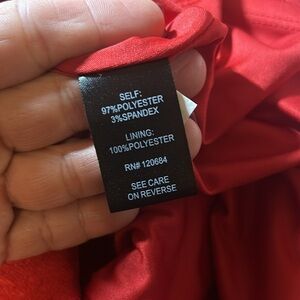 SELF:
97%POLYESTER
3%SPANDEX
LINING:
100%POLYESTER
RN# 120684
SEE CARE
ON REVERSE